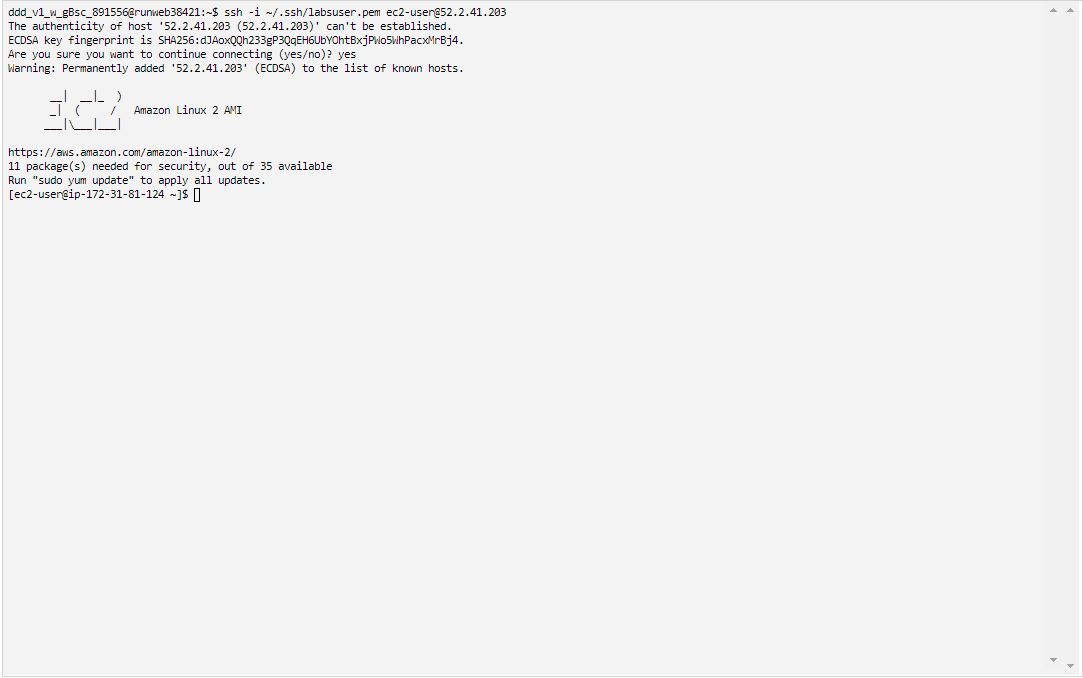 ddd_v1_w_gBsc_891556@runweb38421:~$ ssh -i ~/.ssh/labsuser.pem ec2-user@52.2.41.203
The authenticity of host '52.2.41.203 (52.2.41.203)' can't be established.
ECDSA key fingerprint is SHA256:dJAoxQQh233gP3QqEH6UbYOhtBxjPWo5WhPacxMrBj4.
Are you sure you want to continue connecting (yes/no)? yes
Warning: Permanently added '52.2.41.203' (ECDSA) to the list of known hosts.
       __|  __|_  )
       _|  (     /   Amazon Linux 2 AMI
      ___|\___|___|
https://aws.amazon.com/amazon-linux-2/
11 package(s) needed for security, out of 35 available
Run "sudo yum update" to apply all updates.
[ec2-user@ip-172-31-81-124 ~]$